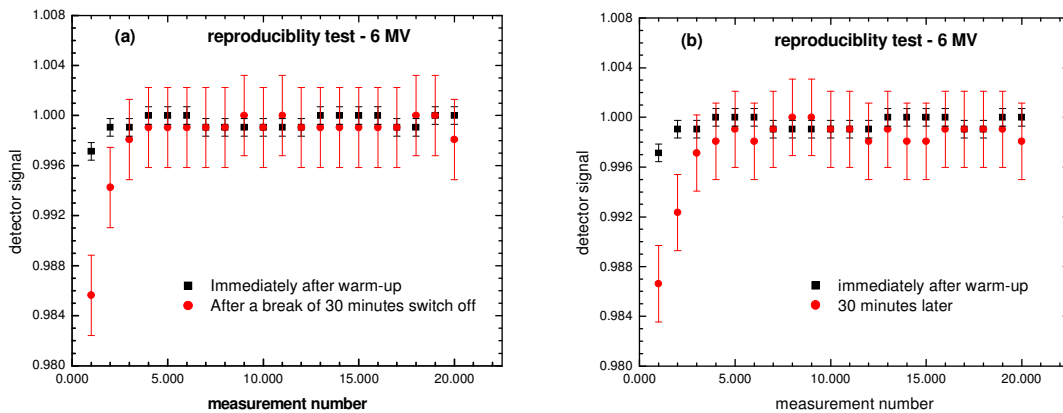 (a) reproduciblity test - 6 MV
1.008
1.004
1.000
0.996
0.992
0.988
0.984
0.980
detector signal
Immediately after warm-up
After a break of 30 minutes switch off
0.000 5.000 10.000 15.000 20.000
measurement number
(b) reproduciblity test - 6 MV
1.008
1.004
1.000
0.996
0.992
0.988
0.984
0.980
detector signal
immediately after warm-up
30 minutes later
0.000 5.000 10.000 15.000 20.000
measurement number